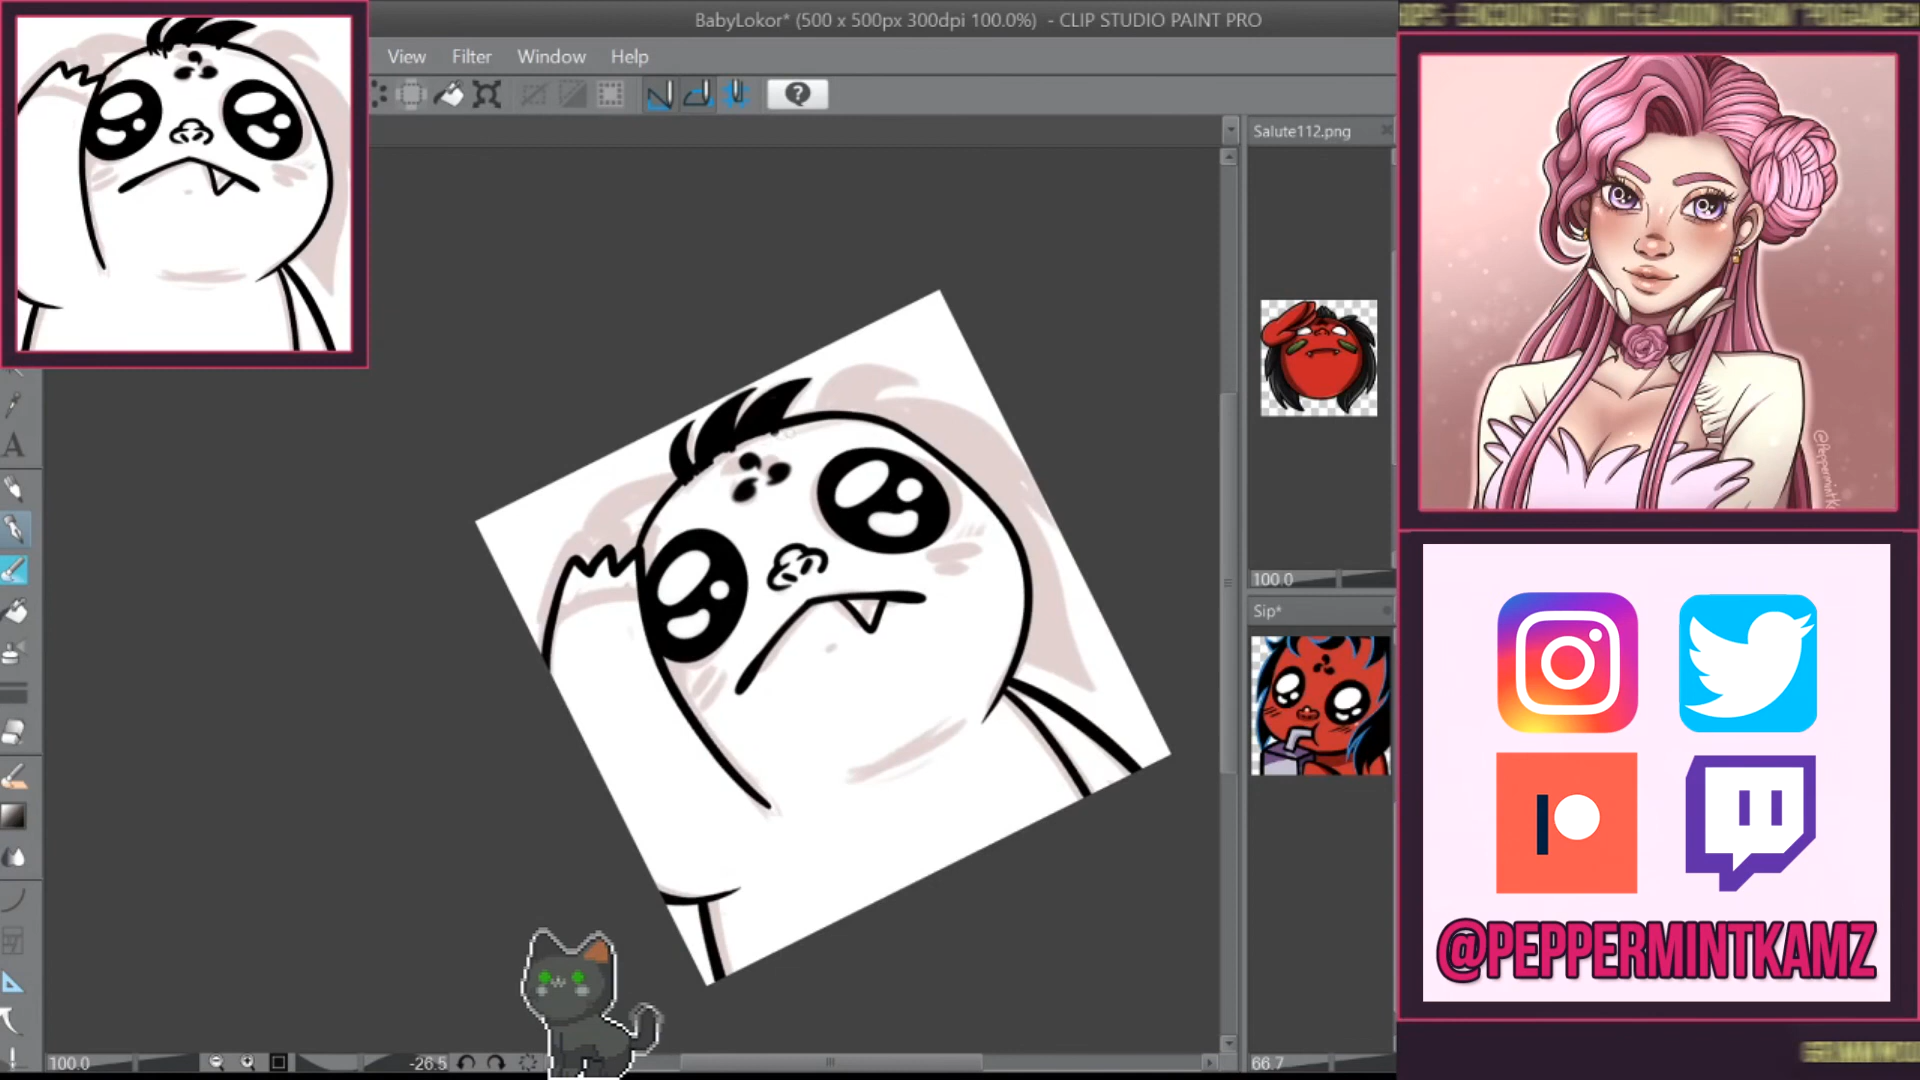 BabyLokor* (500 x 500px 300dpi 100.0%) - CLIP STUDIO PAINT PRO
View Filter Window Help
Salute112.png
100.0
Sip*
100.0
-26.5
66.7
@PEPPERMINTKAMZ